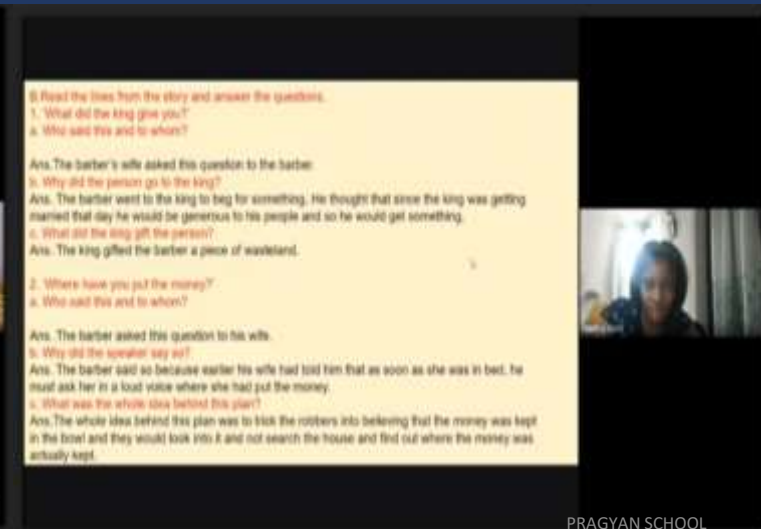 B.Read the lines from the story and answer the questions.
1. 'What did the king give you?'
a. Who said this and to whom?
Ans.The barber's wife asked this question to the barber.
b. Why did the person go to the king?
Ans. The barber went to the king to beg for something. He thought that since the king was getting
married that day he would be generous to his people and so he would get something.
c. What did the king gift the person?
Ans. The king gifted the barber a piece of wasteland.
2. 'Where have you put the money?'
a. Who said this and to whom?
Ans. The barber asked this question to his wife.
b. Why did the speaker say so?
Ans. The barber said so because earlier his wife had told him that as soon as she was in bed, he
must ask her in a loud voice where she had put the money.
c. What was the whole idea behind this plan?
Ans.The whole idea behind this plan was to trick the robbers into believing that the money was kept
in the bowl and they would look into it and not search the house and find out where the money was
actually kept.
PRAGYAN SCHOOL